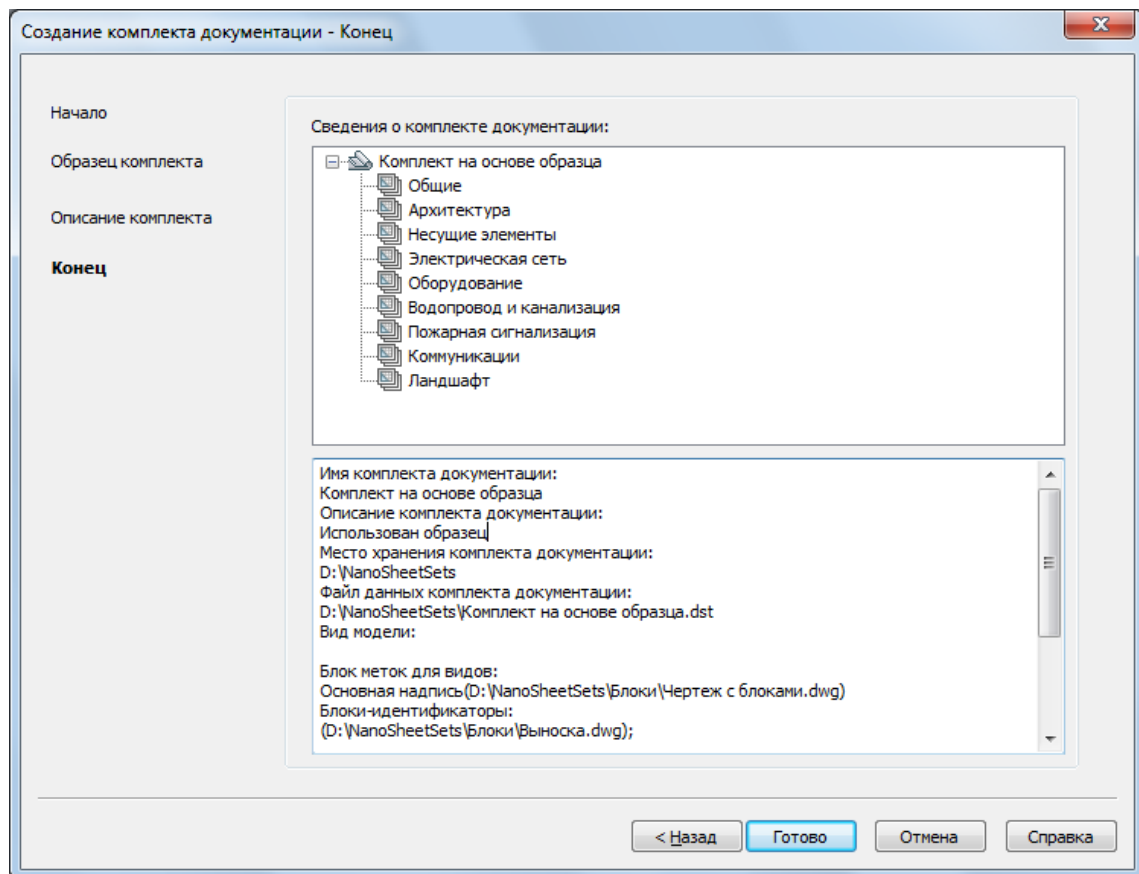 Создание комплекта документации - Конец
Начало
Образец комплекта
Описание комплекта
Конец
Сведения о комплекте документации:
Комплект на основе образца
Общие
Архитектура
Несущие элементы
Электрическая сеть
Оборудование
Водопровод и канализация
Пожарная сигнализация
Коммуникации
Ландшафт
Имя комплекта документации:
Комплект на основе образца
Описание комплекта документации:
Использован образец
Место хранения комплекта документации:
D:\NanoSheetSets
Файл данных комплекта документации:
D:\NanoSheetSets\Комплект на основе образца.dst
Вид модели:
Блок меток для видов:
Основная надпись(D:\NanoSheetSets\Блоки\Чертеж с блоками.dwg)
Блоки-идентификаторы:
(D:\NanoSheetSets\Блоки\Выноска.dwg);
< Назад
Готово
Отмена
Справка